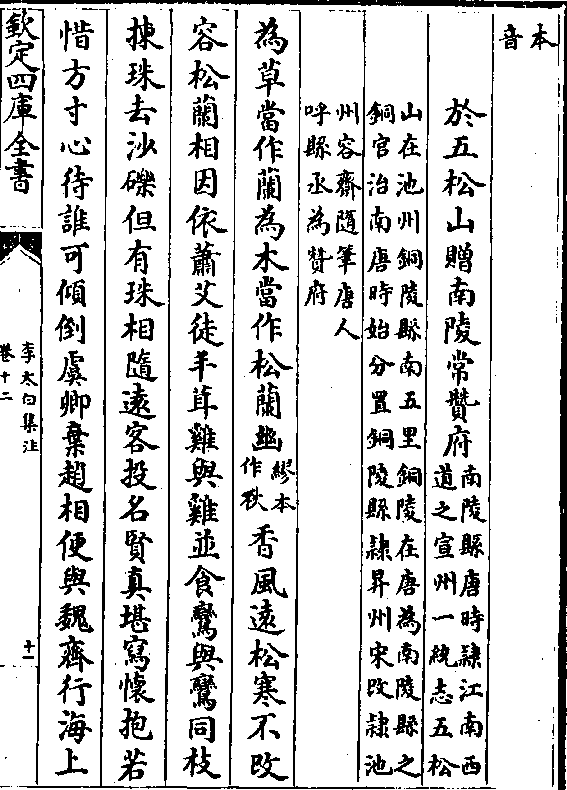 本
音
於五松山贈南陵常贊府
南陵縣唐時隷江南西
道之宣州一統志五松
山在池州銅陵縣南五里銅陵在唐為南陵縣之
銅官治南唐時始分置銅陵縣隷昇州宋改隷池
州容齋隨筆唐人
呼縣丞為贊府
為草當作蘭為木當作松蘭幽
繆本
作秋
香風遠松寒不改
容松蘭相因依蕭艾徒丰茸雞與雞並食鸞與鸞同枝
揀珠去沙礫但有珠相隨逺客投名賢真堪寫懷抱若
惜方寸心待誰可傾倒虞卿棄趙相便與魏齊行海上
欽定四庫全書
李太白集注
卷十二
十一